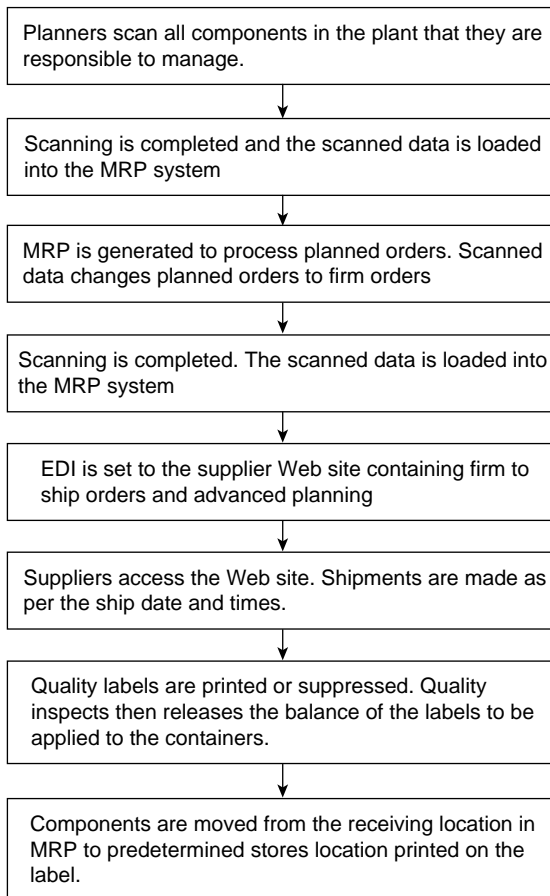 Planners scan all components in the plant that they are
responsible to manage.
Scanning is completed and the scanned data is loaded
into the MRP system
MRP is generated to process planned orders. Scanned
data changes planned orders to firm orders
Scanning is completed. The scanned data is loaded into
the MRP system
EDI is set to the supplier Web site containing firm to
ship orders and advanced planning
Suppliers access the Web site. Shipments are made as
per the ship date and times.
Quality labels are printed or suppressed. Quality
inspects then releases the balance of the labels to be
applied to the containers.
Components are moved from the receiving location in
MRP to predetermined stores location printed on the
label.